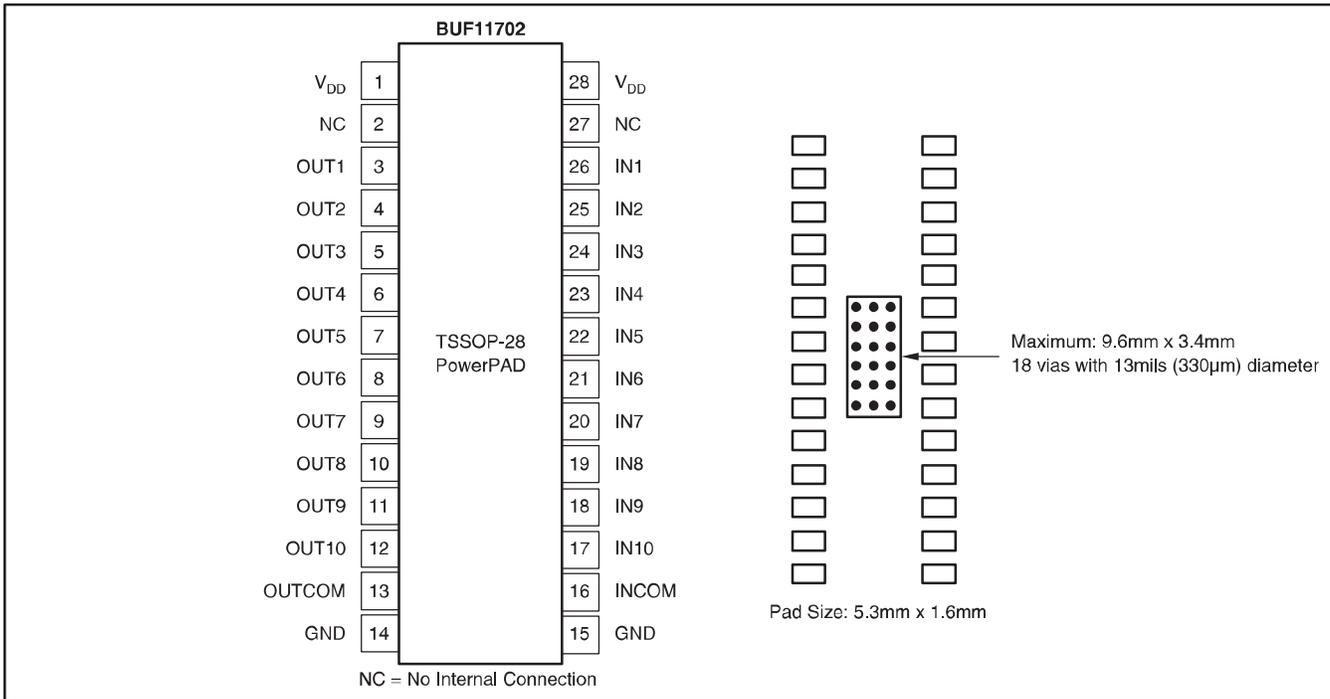 BUF11702
V_DD 1 28 V_DD
NC 2 27 NC
OUT1 3 26 IN1
OUT2 4 25 IN2
OUT3 5 24 IN3
OUT4 6 23 IN4
OUT5 7 22 IN5
OUT6 8 21 IN6
OUT7 9 20 IN7
OUT8 10 19 IN8
OUT9 11 18 IN9
OUT10 12 17 IN10
OUTCOM 13 16 INCOM
GND 14 15 GND
TSSOP-28
PowerPAD
NC = No Internal Connection
Maximum: 9.6mm x 3.4mm
18 vias with 13mils (330µm) diameter
Pad Size: 5.3mm x 1.6mm